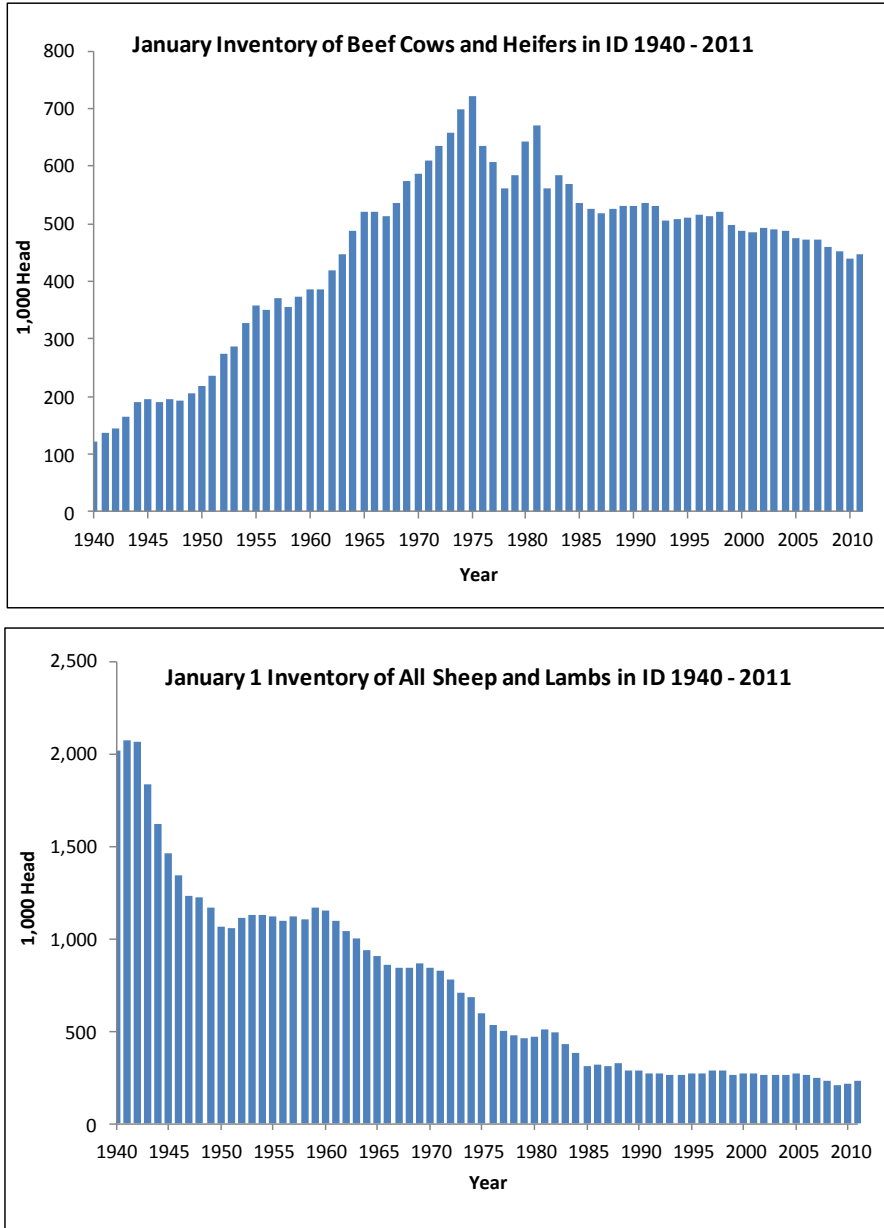 January Inventory of Beef Cows and Heifers in ID 1940 - 2011
800
700
600
500
400
300
200
100
0
1,000 Head
1940 1945 1950 1955 1960 1965 1970 1975 1980 1985 1990 1995 2000 2005 2010
Year
January 1 Inventory of All Sheep and Lambs in ID 1940 - 2011
2,500
2,000
1,500
1,000
500
0
1,000 Head
1940 1945 1950 1955 1960 1965 1970 1975 1980 1985 1990 1995 2000 2005 2010
Year